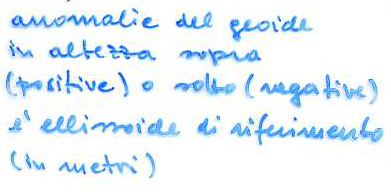 anomalie del geoide
in altezza sopra
(positive) o sotto (negative)
l'ellissoide di riferimento
(in metri)